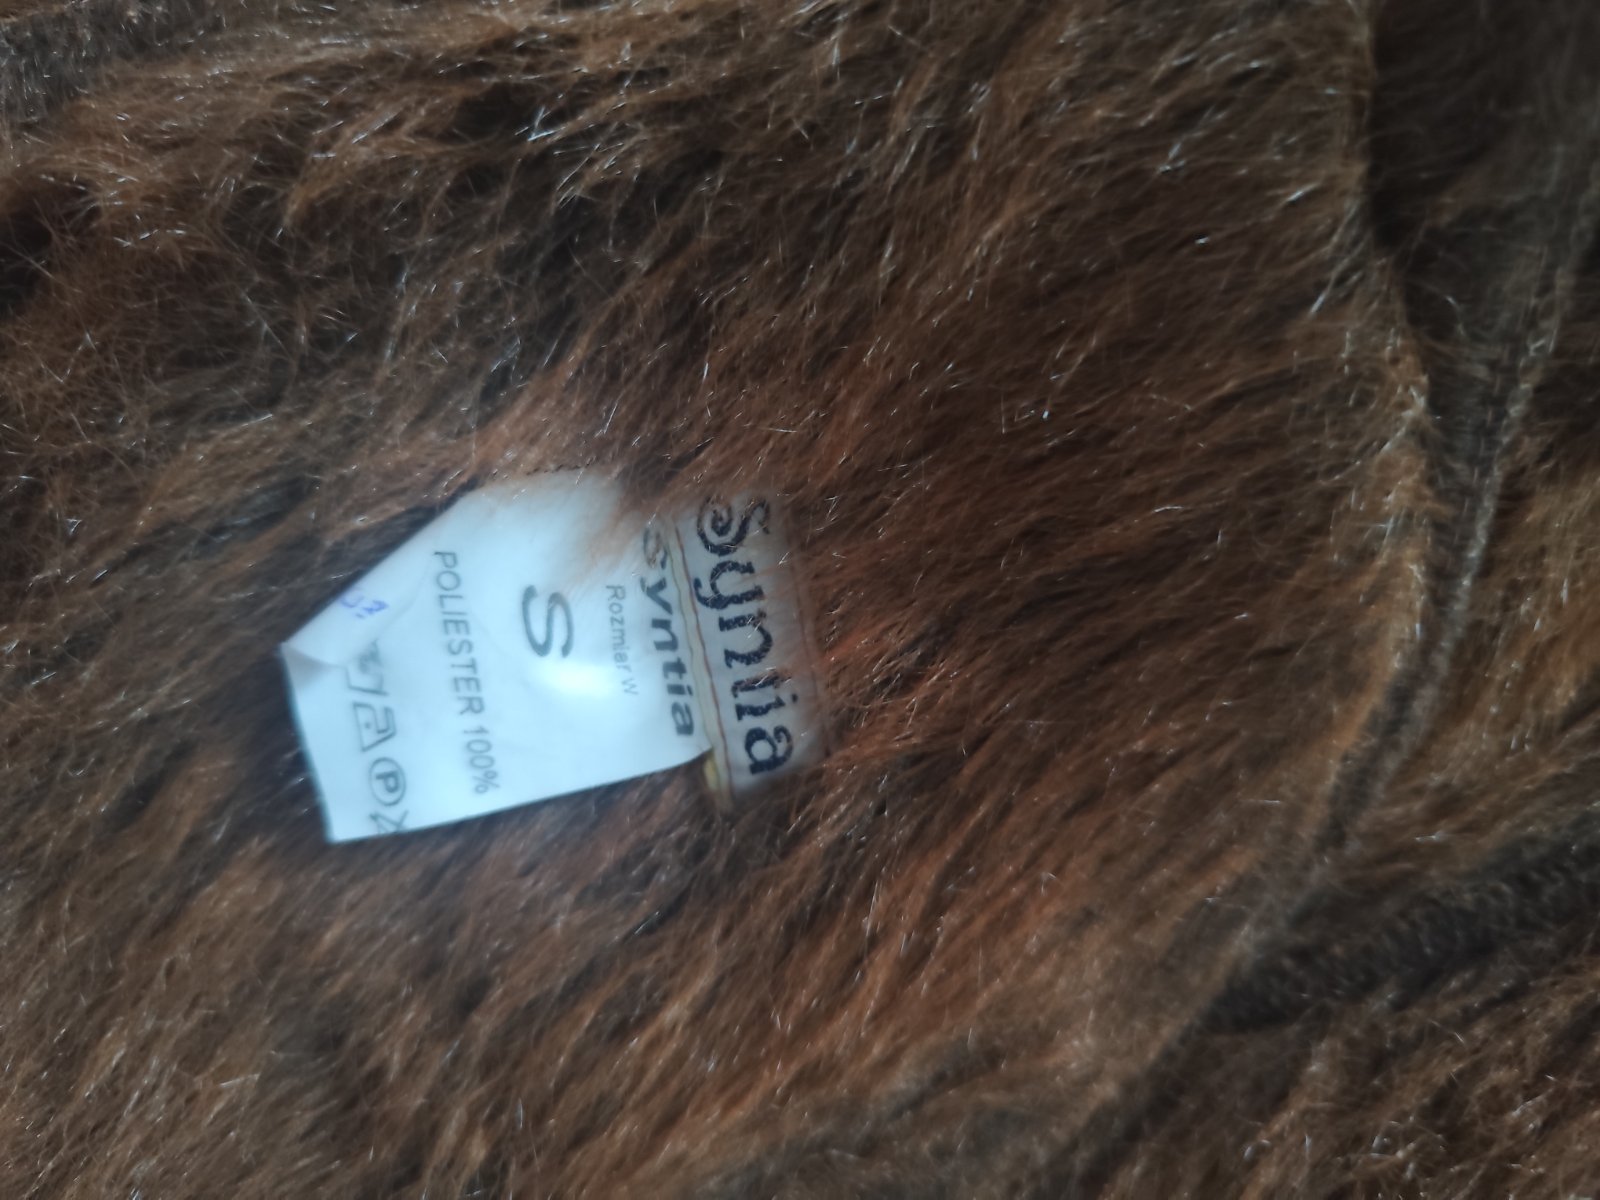 Syntia
Syntia
Rozmiar w
S
POLIESTER 100%
P